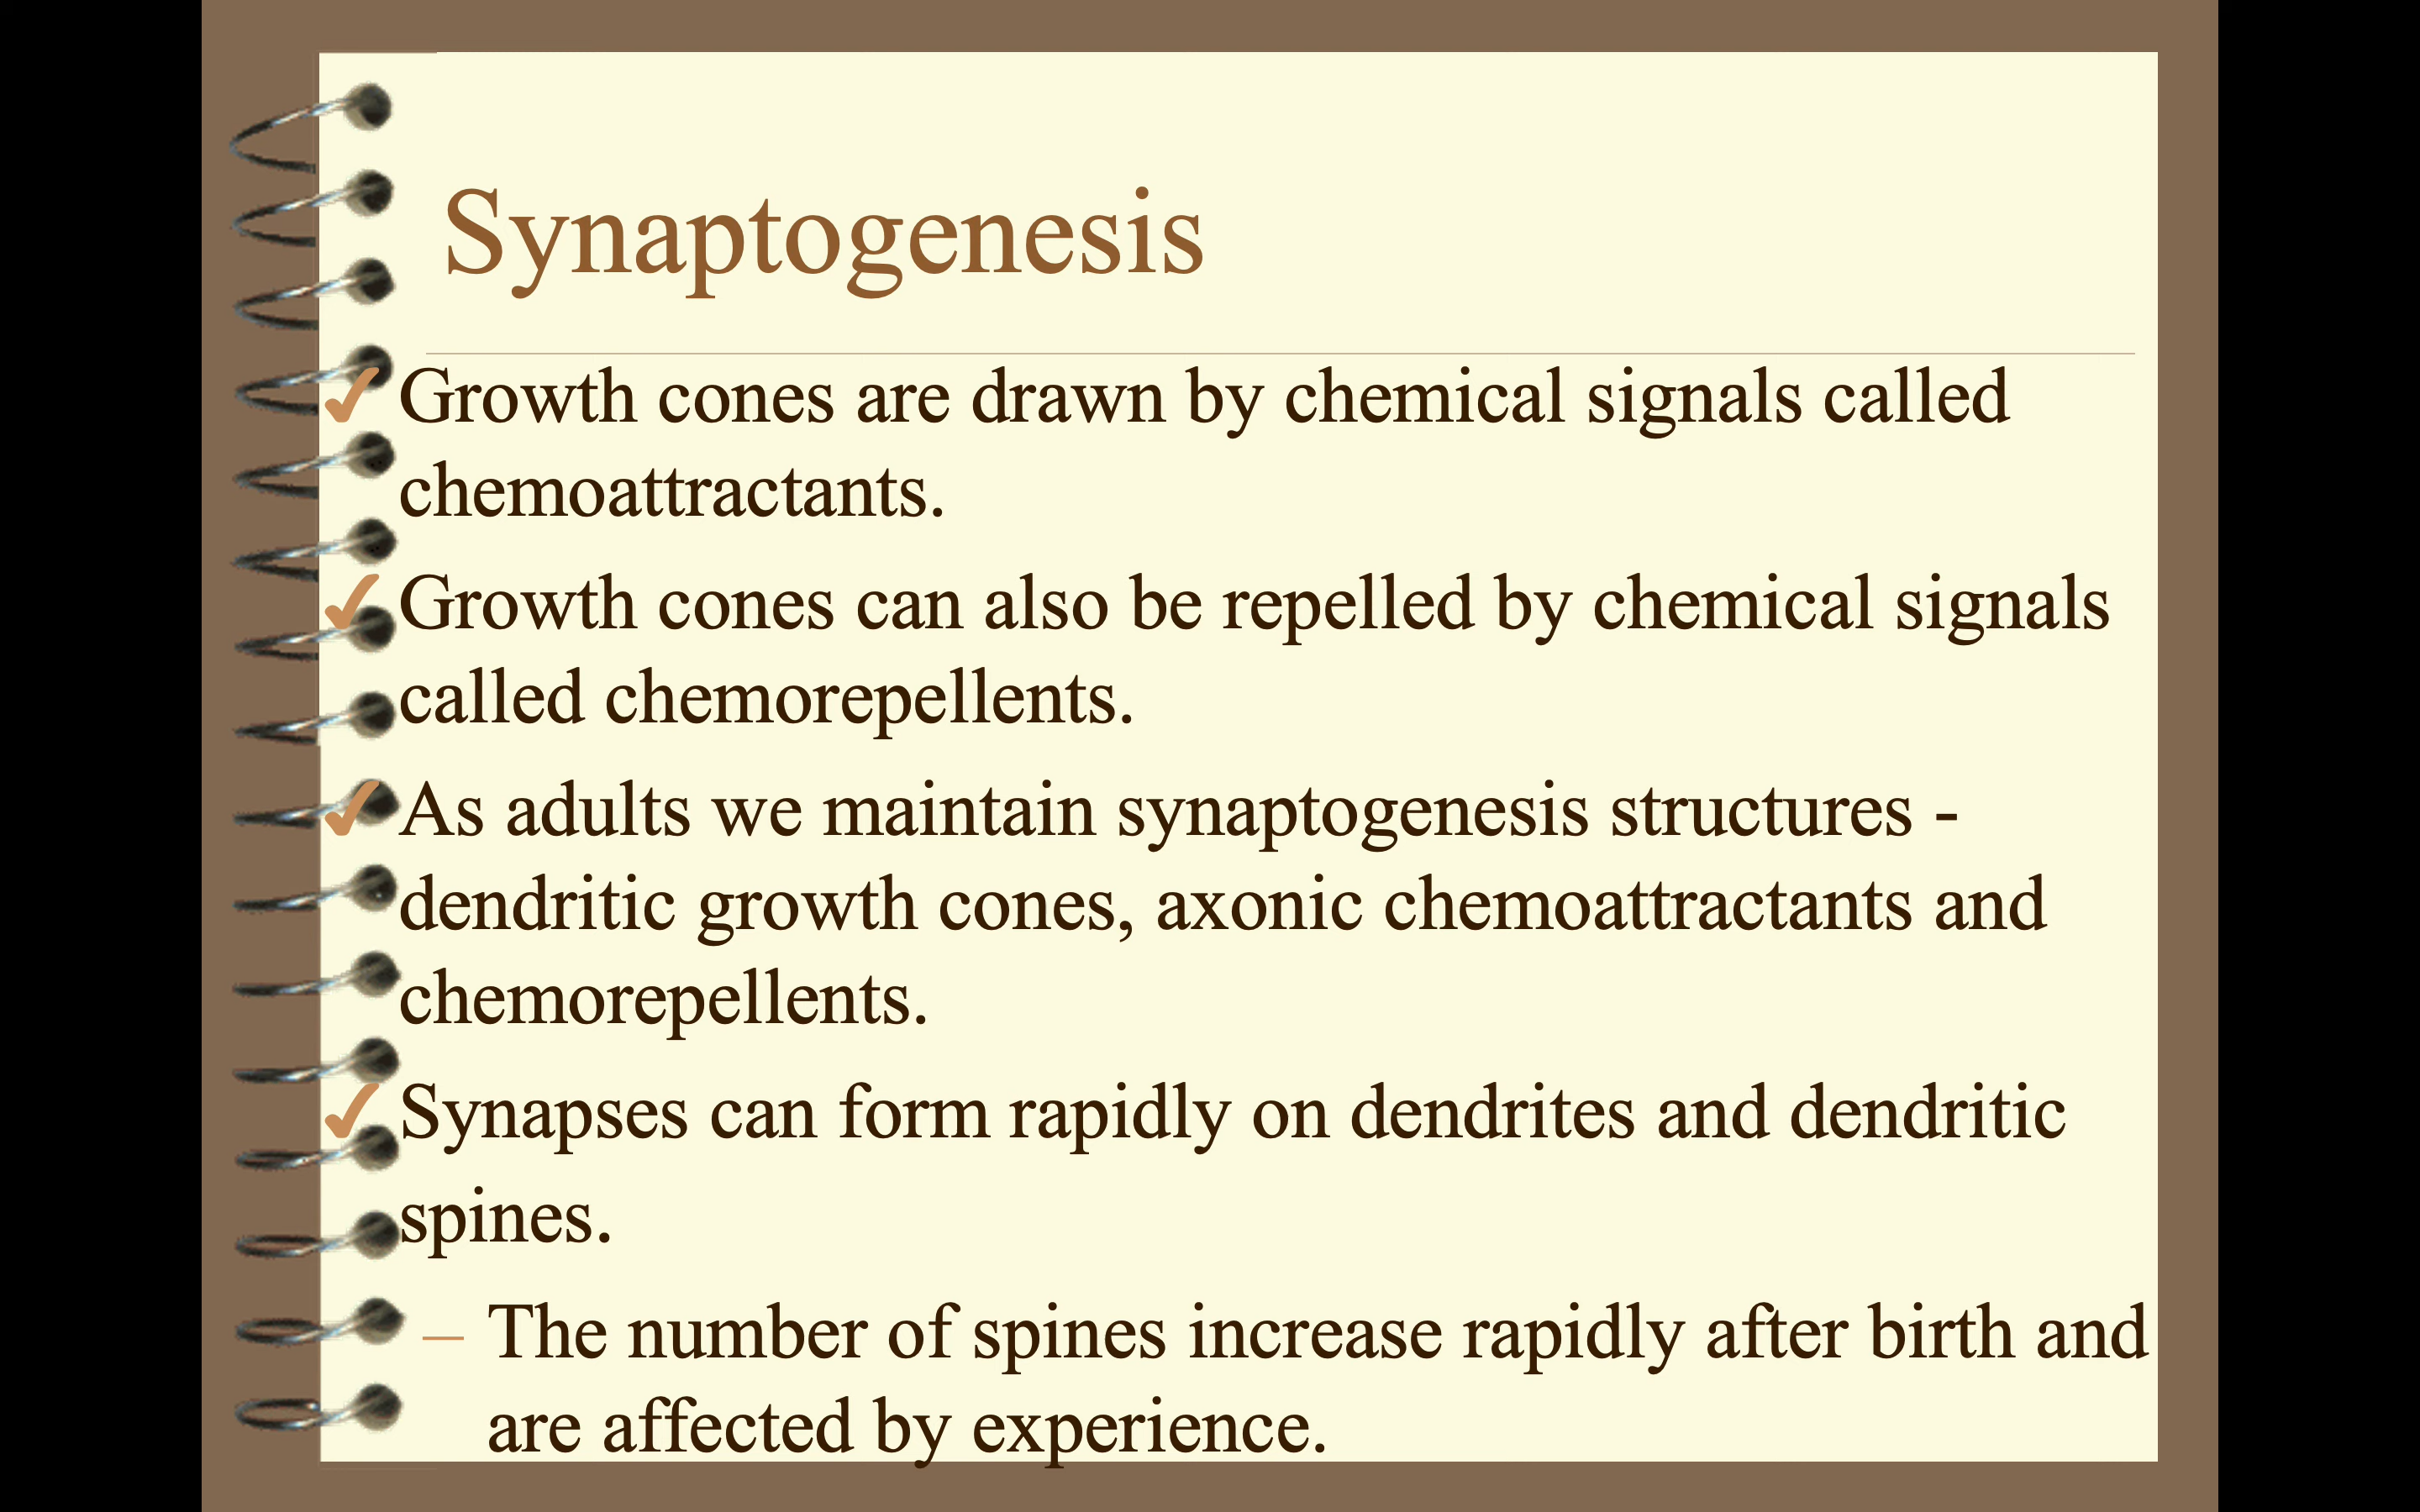 Synaptogenesis
✓Growth cones are drawn by chemical signals called
chemoattractants.
✓Growth cones can also be repelled by chemical signals
called chemorepellents.
✓As adults we maintain synaptogenesis structures -
dendritic growth cones, axonic chemoattractants and
chemorepellents.
✓Synapses can form rapidly on dendrites and dendritic
spines.
– The number of spines increase rapidly after birth and
are affected by experience.